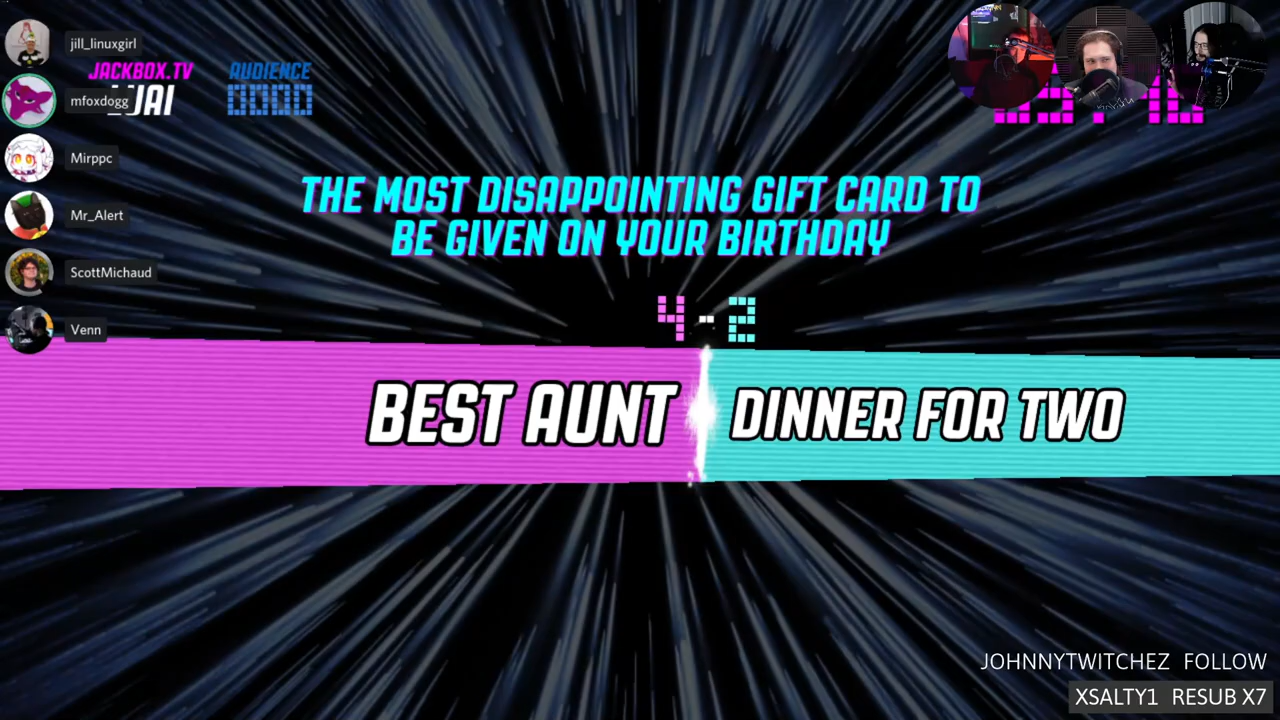 jill_linuxgirl
JACKBOX.TV
AUDIENCE
mfoxdogg
Mirppc
Mr_Alert
ScottMichaud
Venn
THE MOST DISAPPOINTING GIFT CARD TO
BE GIVEN ON YOUR BIRTHDAY
4-2
BEST AUNT
DINNER FOR TWO
JOHNNYTWITCHEZ FOLLOW
XSALTY1 RESUB X7